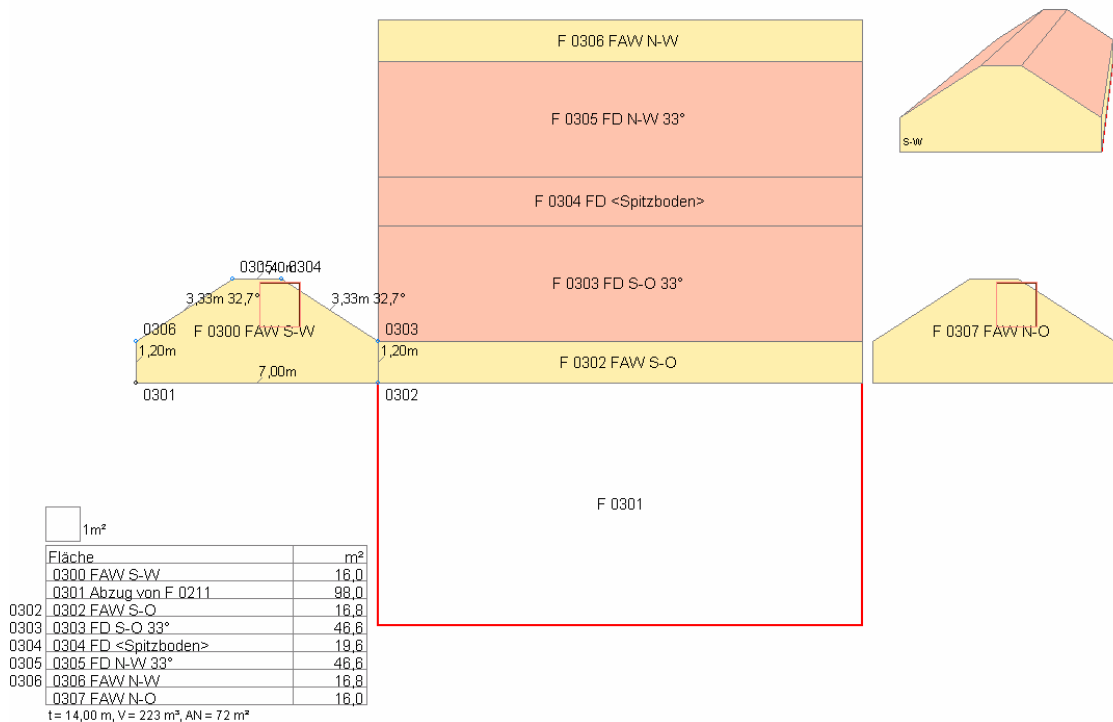 F 0306 FAW N-W
F 0305 FD N-W 33°
S-W
F 0304 FD <Spitzboden>
0305 0304
F 0303 FD S-O 33°
3,33m 32,7° 3,33m 32,7°
0306 F 0300 FAW S-W 0303 F 0307 FAW N-O
1,20m 1,20m F 0302 FAW S-O
7,00m
0301 0302
F 0301
1m²
Fläche m²
0300 FAW S-W 16,0
0301 Abzug von F 0211 98,0
0302 0302 FAW S-O 16,8
0303 0303 FD S-O 33° 46,6
0304 0304 FD <Spitzboden> 19,6
0305 0305 FD N-W 33° 46,6
0306 0306 FAW N-W 16,8
0307 FAW N-O 16,0
t = 14,00 m, V = 223 m³, AN = 72 m²